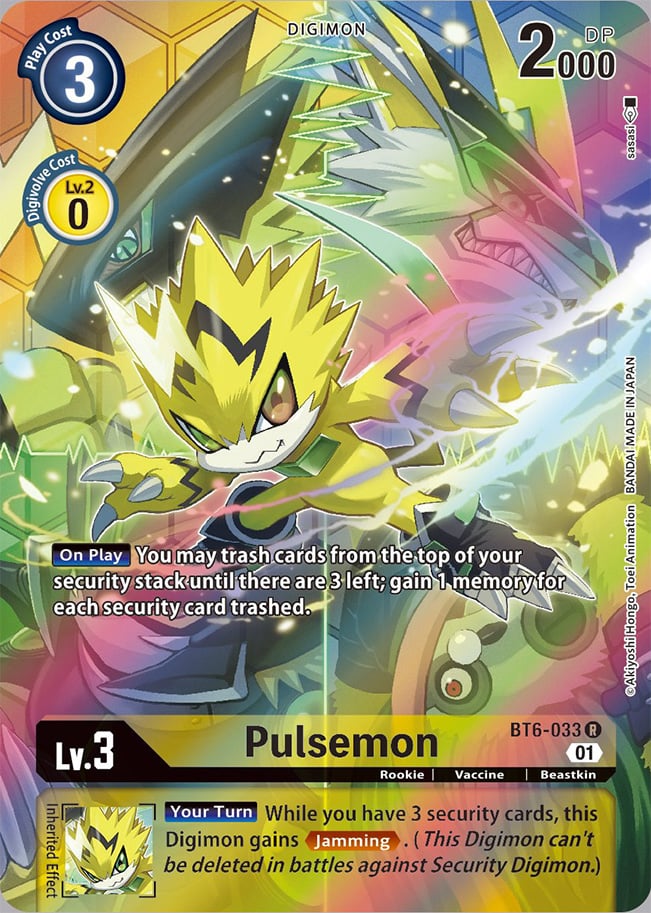 DIGIMON
Play Cost
3
DP
2000
Digivolve Cost
Lv.2
0
sasasi
On Play You may trash cards from the top of your
security stack until there are 3 left; gain 1 memory for
each security card trashed.
©Akiyoshi Hongo, Toei Animation BANDAI MADE IN JAPAN
Lv.3
Pulsemon
BT6-033 R
01
Rookie | Vaccine | Beastkin
Inherited Effect
Your Turn While you have 3 security cards, this
Digimon gains Jamming . (This Digimon can't
be deleted in battles against Security Digimon.)